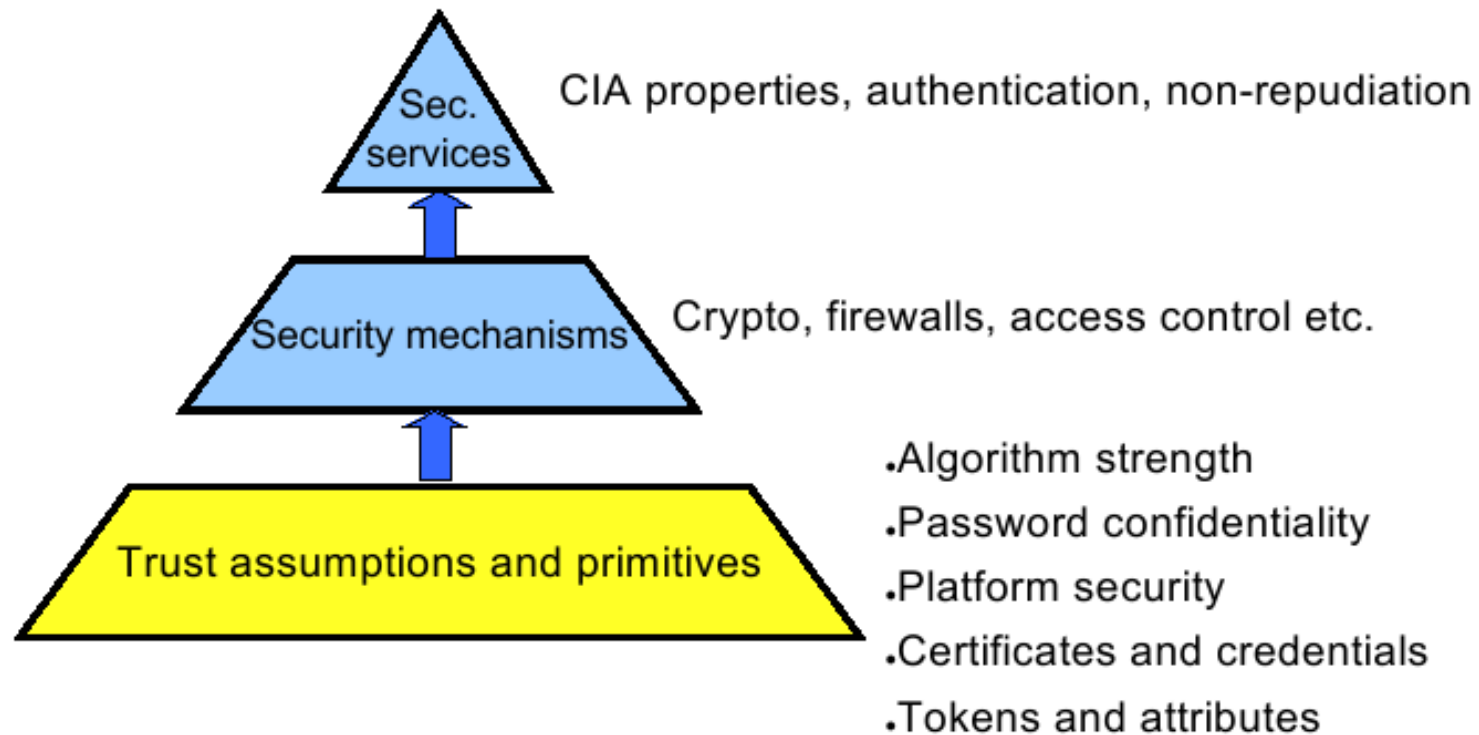 Sec.
services
CIA properties, authentication, non-repudiation
Security mechanisms
Crypto, firewalls, access control etc.
Trust assumptions and primitives
.Algorithm strength
.Password confidentiality
.Platform security
.Certificates and credentials
.Tokens and attributes